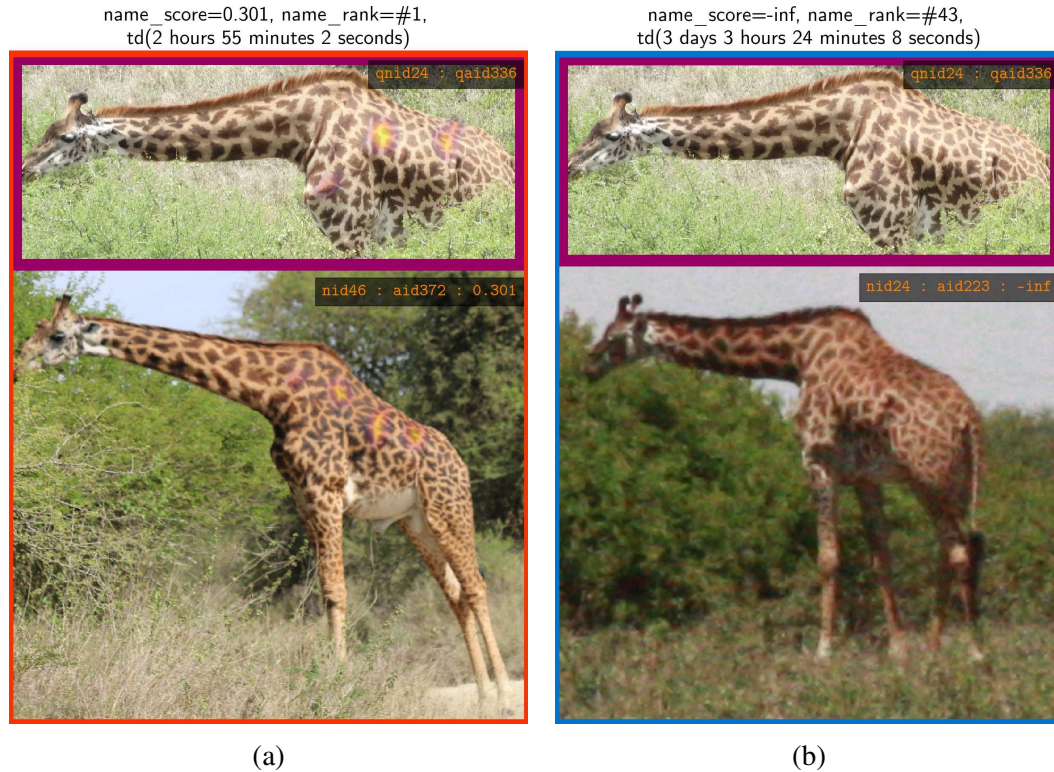 name_score=0.301, name_rank=#1,
td(2 hours 55 minutes 2 seconds)
qnid24 : qaid336
nid46 : aid372 : 0.301
(a)
name_score=-inf, name_rank=#43,
td(3 days 3 hours 24 minutes 8 seconds)
qnid24 : qaid336
nid24 : aid223 : -inf
(b)